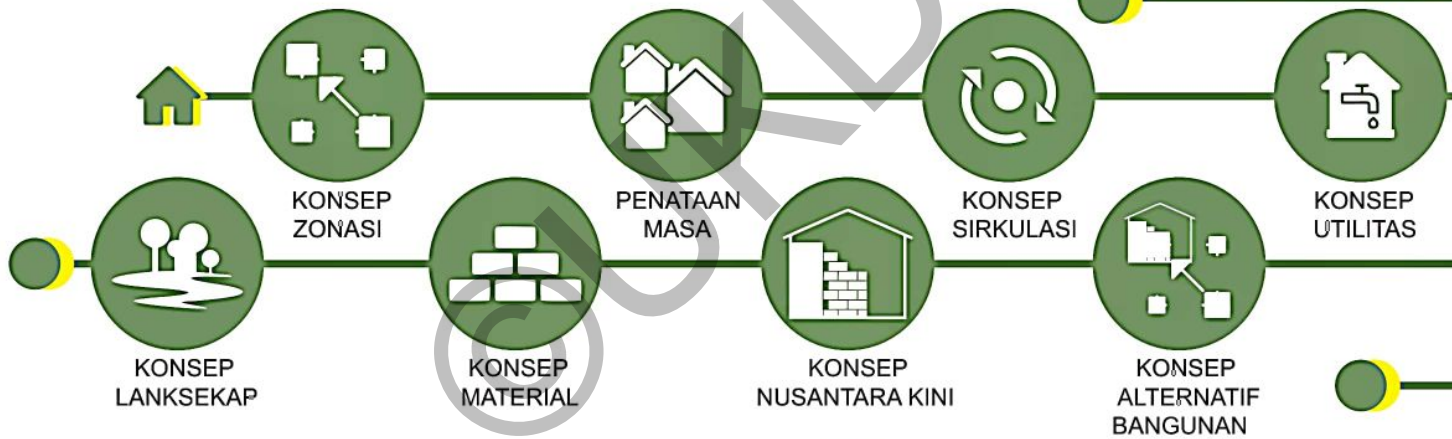 KONSEP
ZONASI
PENATAAN
MASA
KONSEP
SIRKULASI
KONSEP
UTILITAS
KONSEP
LANKSEKAP
KONSEP
MATERIAL
KONSEP
NUSANTARA KINI
KONSEP
ALTERNATIF
BANGUNAN